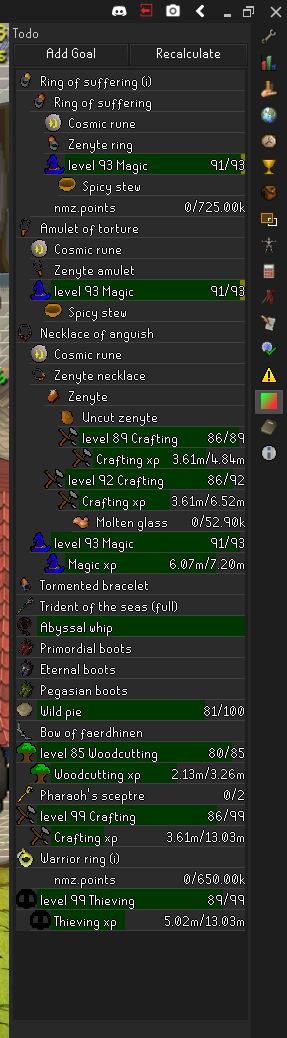 Todo
Add Goal Recalculate
Ring of suffering (i)
Ring of suffering
Cosmic rune
Zenyte ring
level 93 Magic 91/93
Spicy stew
nmz.points 0/725.00k
Amulet of torture
Cosmic rune
Zenyte amulet
level 93 Magic 91/93
Spicy stew
Necklace of anguish
Cosmic rune
Zenyte necklace
Zenyte
Uncut zenyte
level 89 Crafting 86/89
Crafting xp 3.61m/4.84m
level 92 Crafting 86/92
Crafting xp 3.61m/6.52m
Molten glass 0/52.90k
level 93 Magic 91/93
Magic xp 6.07m/7.20m
Tormented bracelet
Trident of the seas (full)
Abyssal whip
Primordial boots
Eternal boots
Pegasian boots
Wild pie 81/100
Bow of faerdhinen
level 85 Woodcutting 80/85
Woodcutting xp 2.13m/3.26m
Pharaoh's sceptre 0/2
level 99 Crafting 86/99
Crafting xp 3.61m/13.03m
Warrior ring (i)
nmz.points 0/650.00k
level 99 Thieving 89/99
Thieving xp 5.02m/13.03m